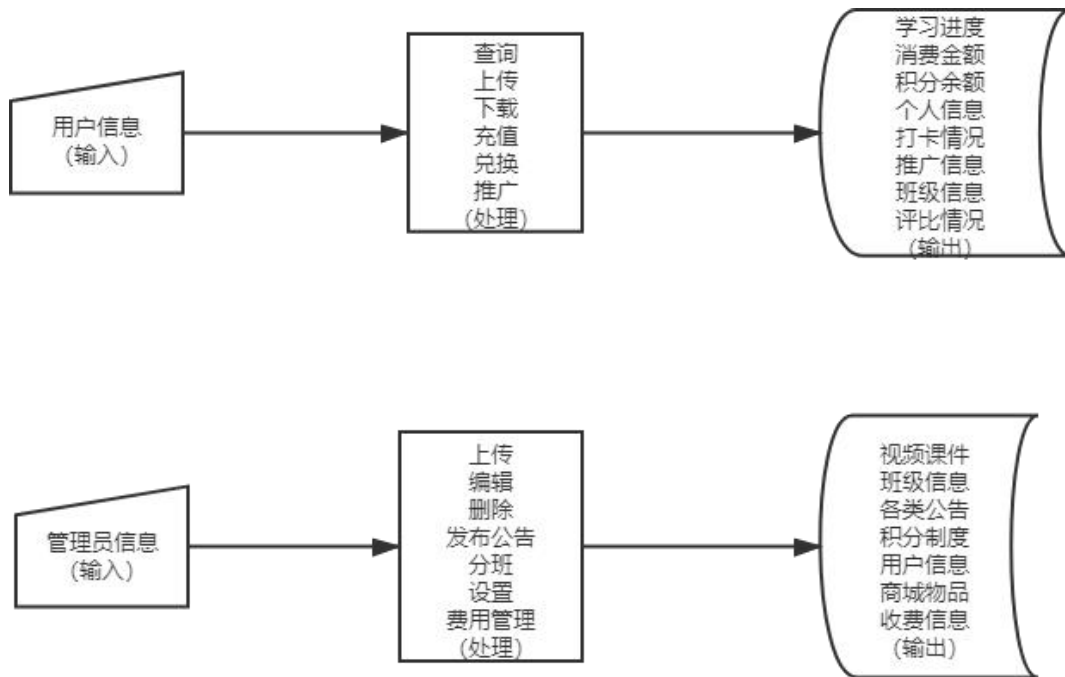 用户信息
(输入)
查询
上传
下载
充值
兑换
推广
(处理)
学习进度
消费金额
积分余额
个人信息
打卡情况
推广信息
班级信息
评比情况
(输出)
管理员信息
(输入)
上传
编辑
删除
发布公告
分班
设置
费用管理
(处理)
视频课件
班级信息
各类公告
积分制度
用户信息
商城物品
收费信息
(输出)